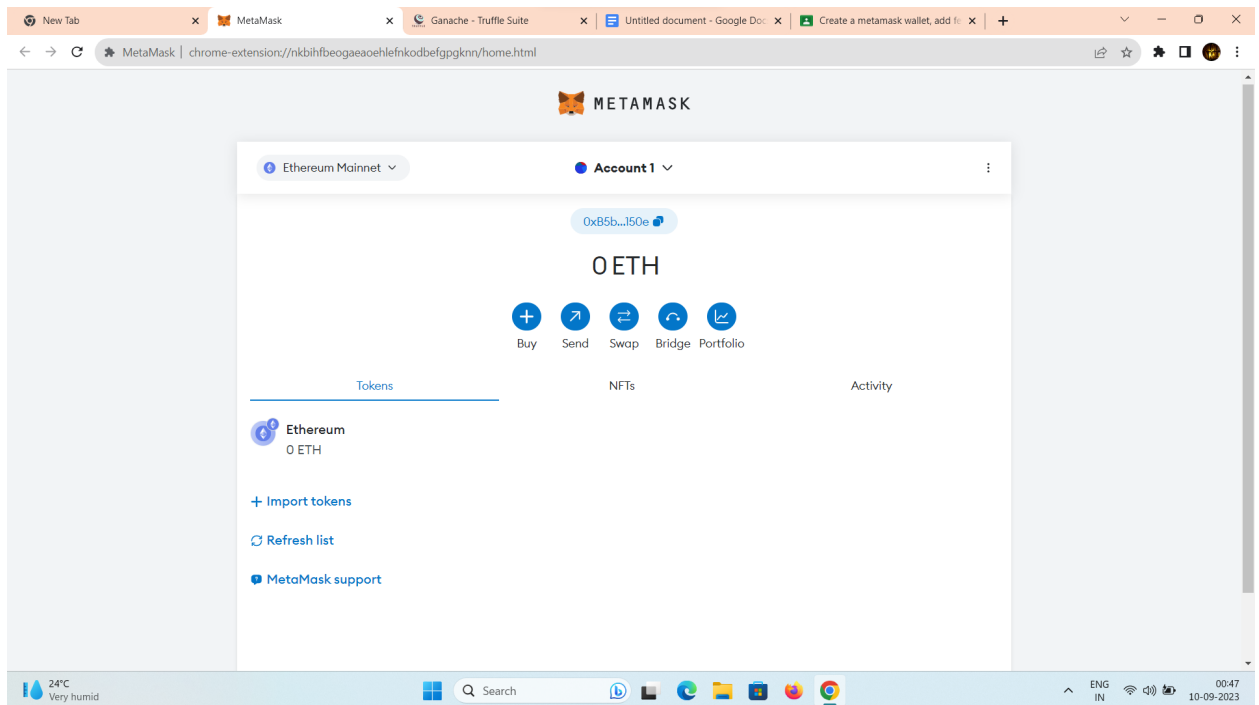 New Tab
MetaMask
Ganache - Truffle Suite
Untitled document - Google Doc
Create a metamask wallet, add fe
MetaMask | chrome-extension://nkbihfbeogaeaoehlefnkodbefgpgknn/home.html
METAMASK
Ethereum Mainnet
Account 1
0xB5b...150e
0 ETH
Buy Send Swap Bridge Portfolio
Tokens NFTs Activity
Ethereum
0 ETH
+ Import tokens
Refresh list
MetaMask support
24°C
Very humid
Search
ENG
IN
00:47
10-09-2023